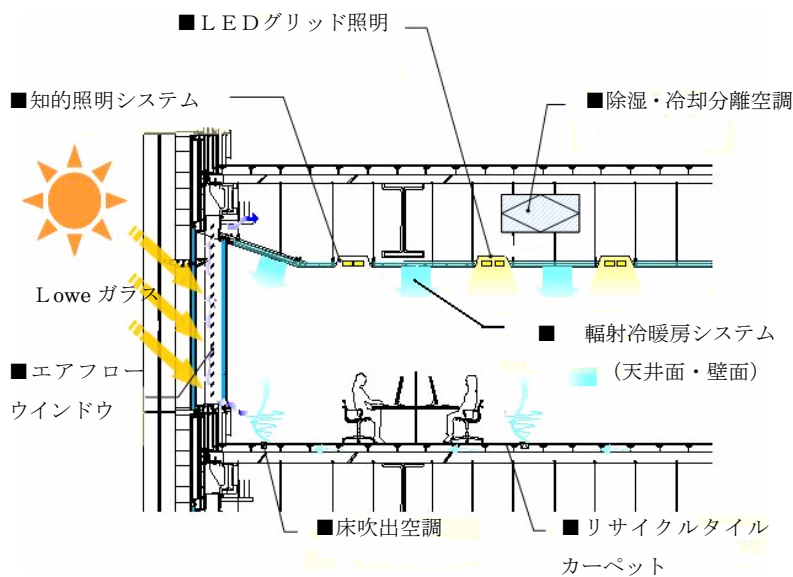 ■ＬＥＤグリッド照明
■知的照明システム
■除湿・冷却分離空調
Ｌowe ガラス
■ 輻射冷暖房システム
（天井面・壁面）
■エアフロー
ウインドウ
■床吹出空調
■リサイクルタイル
カーペット